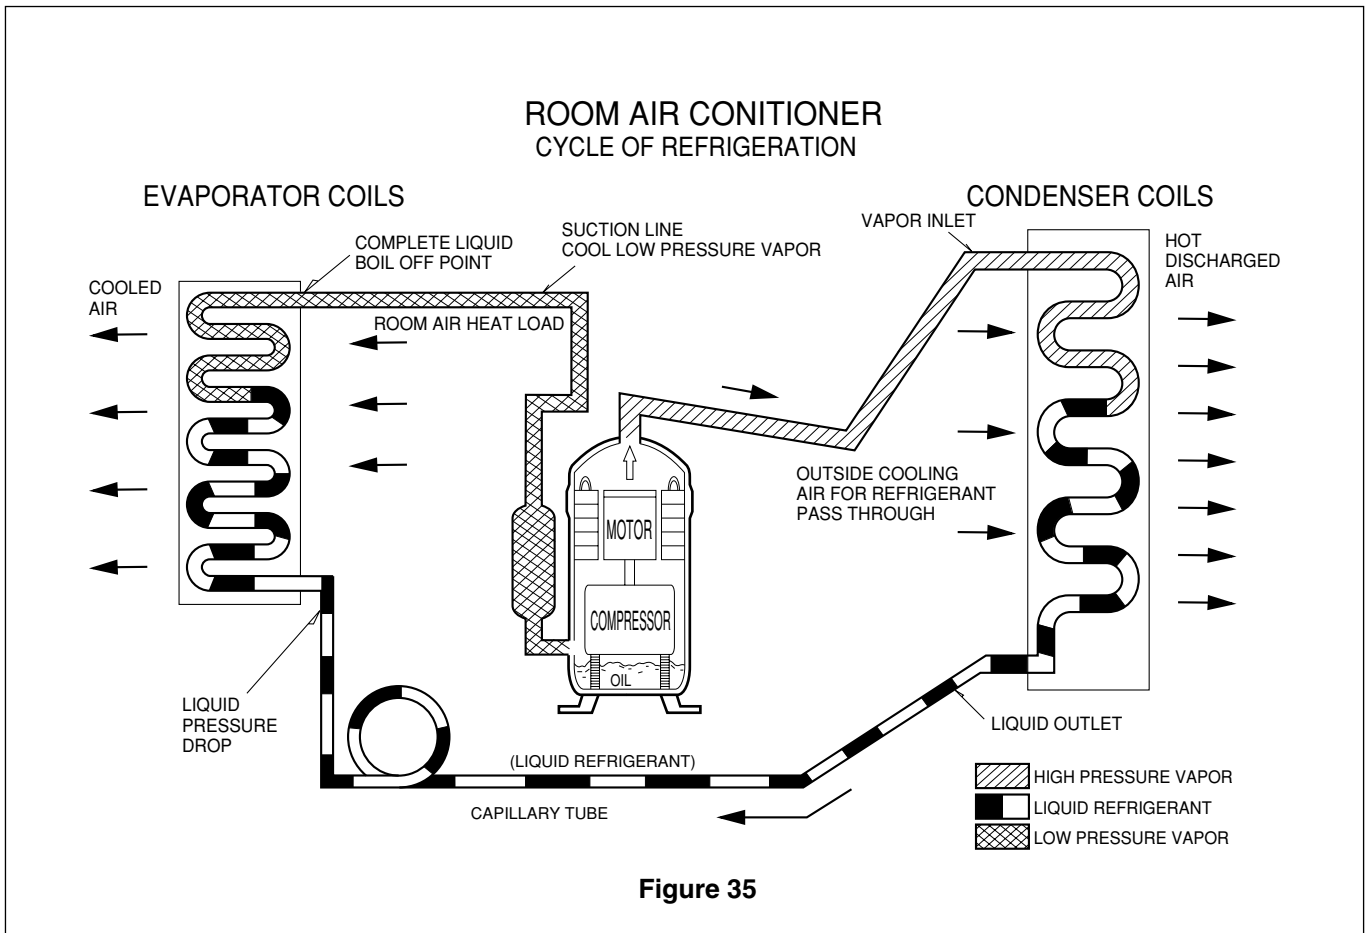 ROOM AIR CONITIONER
CYCLE OF REFRIGERATION
EVAPORATOR COILS
CONDENSER COILS
VAPOR INLET
SUCTION LINE
COOL LOW PRESSURE VAPOR
COMPLETE LIQUID
BOIL OFF POINT
HOT
DISCHARGED
AIR
COOLED
AIR
ROOM AIR HEAT LOAD
OUTSIDE COOLING
AIR FOR REFRIGERANT
PASS THROUGH
MOTOR
COMPRESSOR
OIL
LIQUID
PRESSURE
DROP
LIQUID OUTLET
(LIQUID REFRIGERANT)
CAPILLARY TUBE
HIGH PRESSURE VAPOR
LIQUID REFRIGERANT
LOW PRESSURE VAPOR
Figure 35